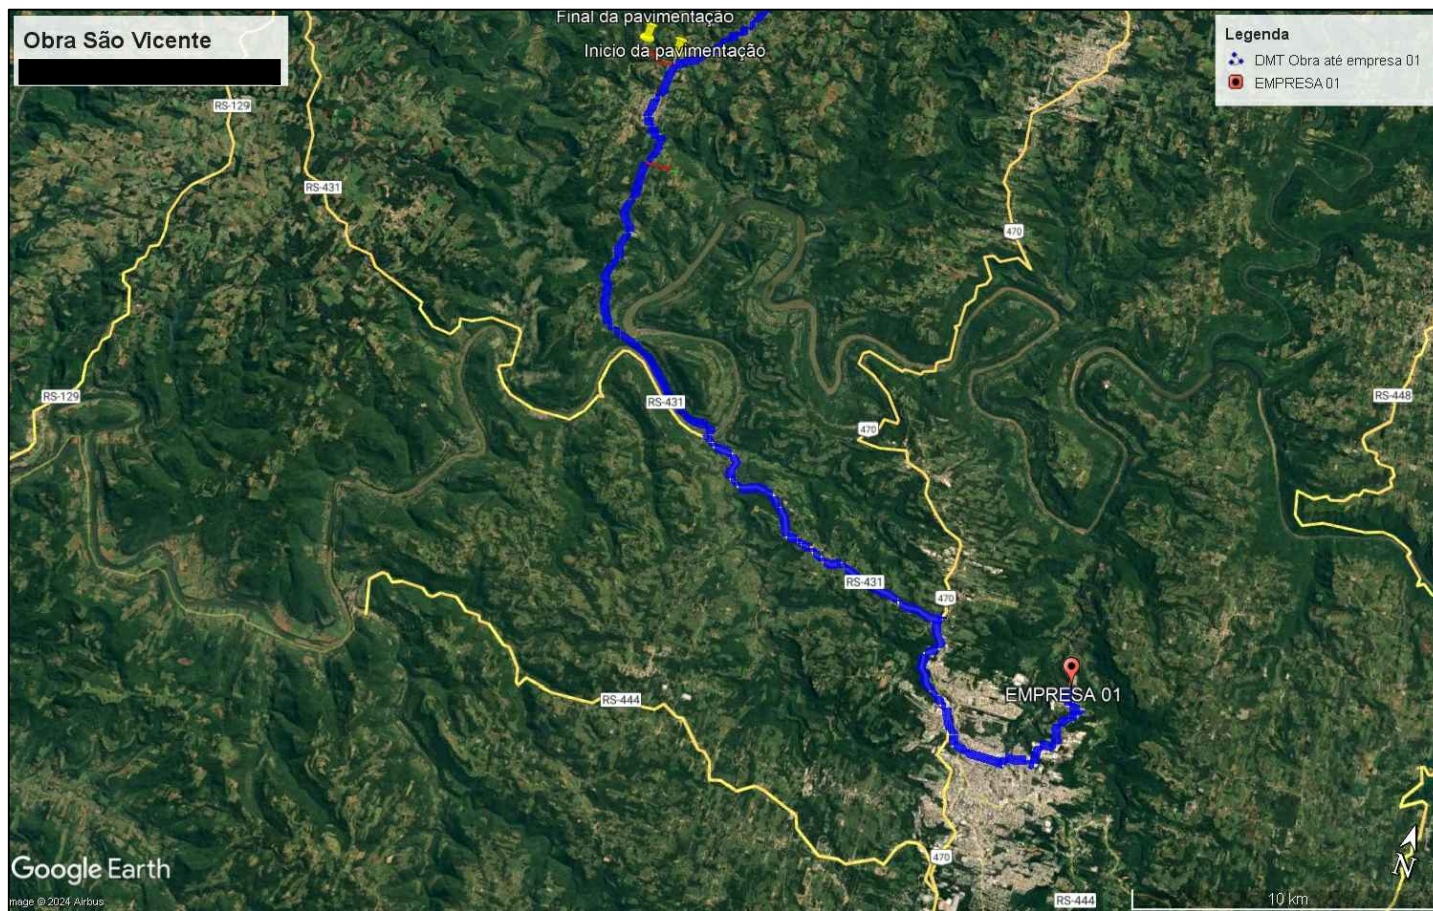 Final da pavimentação
Obra São Vicente
Legenda
Início da pavimentação
DMT Obra até empresa 01
EMPRESA 01
RS-129
RS-431
470
RS-129
RS-431
RS-448
470
RS-431
470
EMPRESA 01
RS-444
470
Google Earth
N
RS-444
10 km
mage © 2024 Airbus